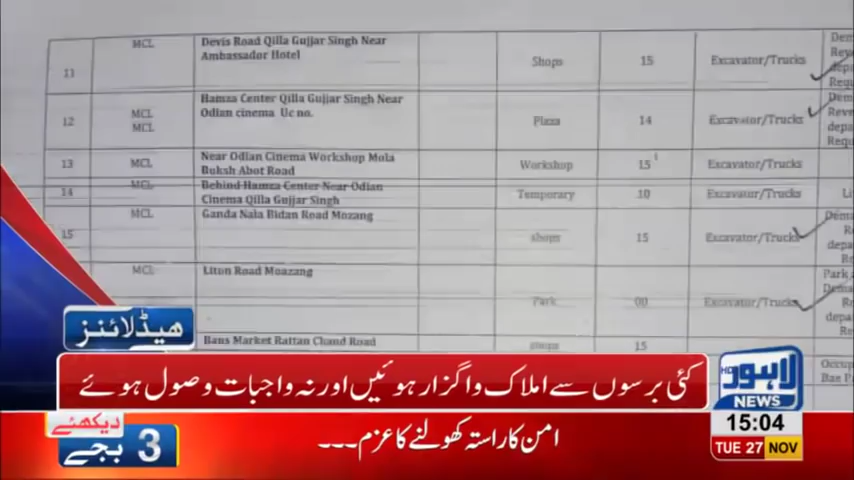 MCL Devis Road Qilla Gujjar Singh Near
11 Ambassador Hotel Shops 15 Excavator/Trucks
Hamza Center Qilla Gujjar Singh Near
12 MCL Odian cinema Uc no. Plaza 14 Excavator/Trucks
MCL
13 MCL Near Odian Cinema Workshop Mola Workshop 15 Excavator/Trucks
Buksh Abot Road
14 MCL Behind Hamza Center Near Odian Temporary 10 Excavator/Trucks
Cinema Qilla Gujjar Singh
MCL Ganda Nala Bidan Road Mozang
15 shops 15 Excavator/Trucks
MCL Liton Road Moazang
Park 00 Excavator/Trucks
Bans Market Rattan Chand Road shops 15
ہیڈلائنز
کئی برسوں سے املاک واگزار ہوئیں اور نہ واجبات وصول ہوئے
لاہور
HD
NEWS
دیکھئے
3 بجے
امن کا راستہ کھولنے کا عزم۔۔۔
15:04
TUE 27 NOV